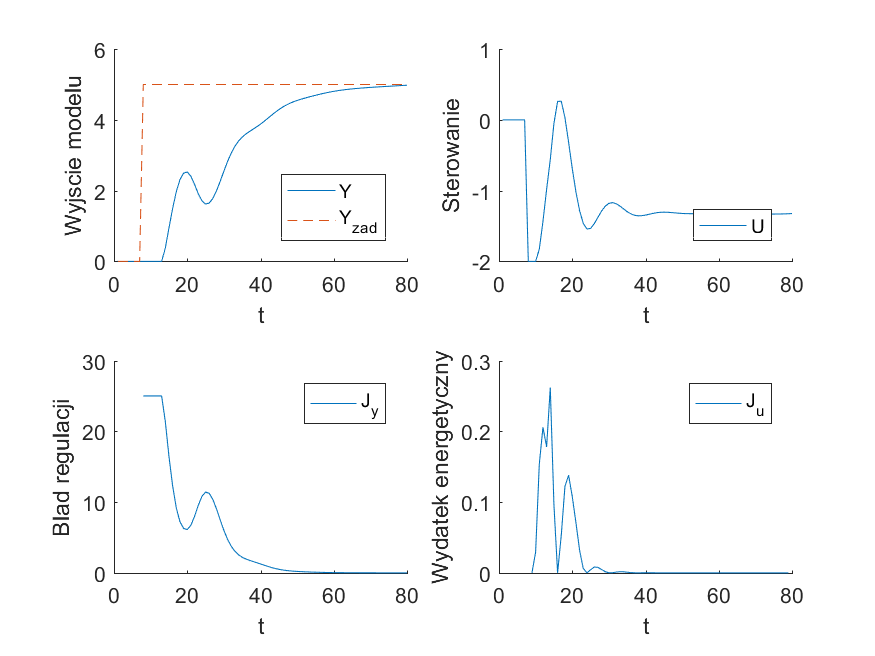 6
4
2
0
0 20 40 60 80
t
Wyjscie modelu
Y
Y_zad
1
0
-1
-2
0 20 40 60 80
t
Sterowanie
U
30
20
10
0
0 20 40 60 80
t
Blad regulacji
J_y
0.3
0.2
0.1
0
0 20 40 60 80
t
Wydatek energetyczny
J_u